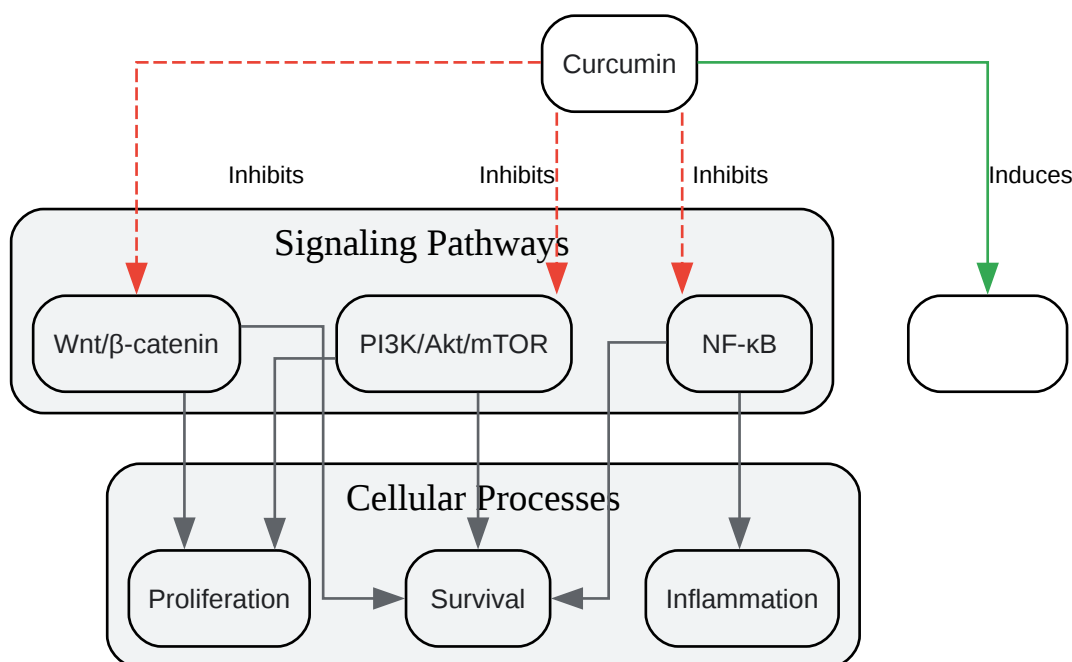 Curcumin
Inhibits
Inhibits
Inhibits
Induces
Signaling Pathways
Wnt/β-catenin
PI3K/Akt/mTOR
NF-κB
Cellular Processes
Proliferation
Survival
Inflammation